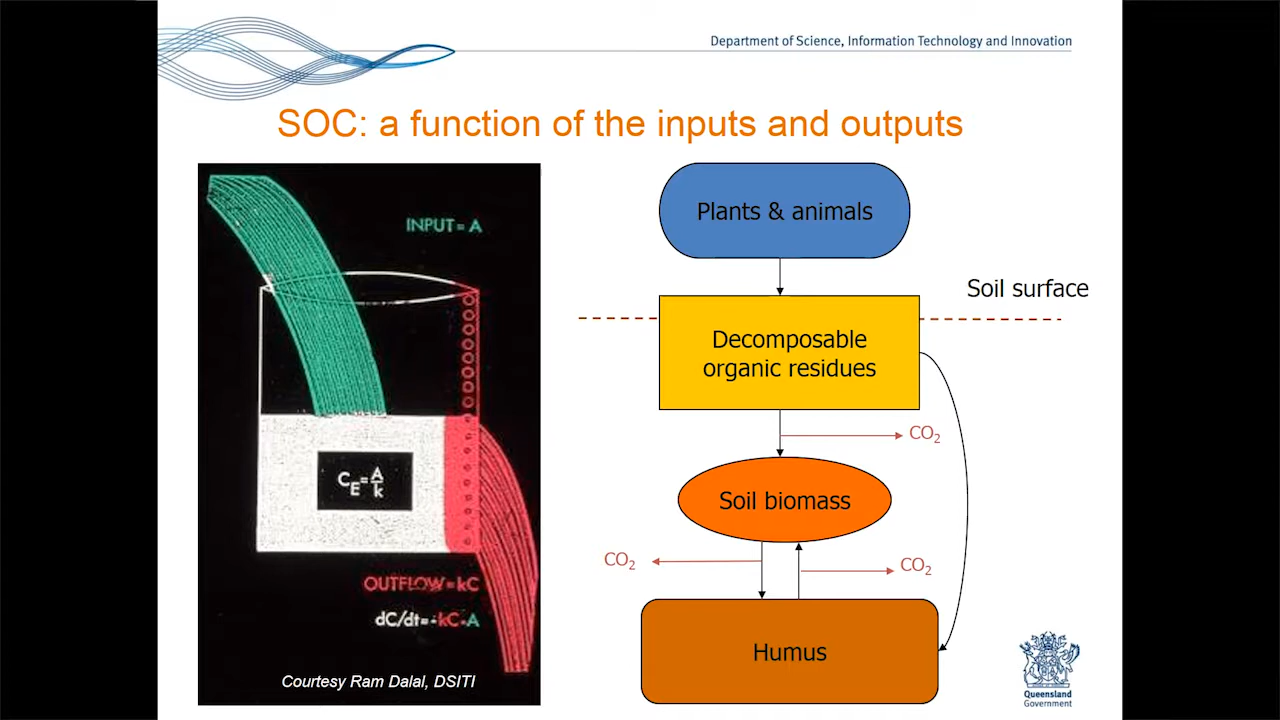 Department of Science, Information Technology and Innovation
SOC: a function of the inputs and outputs
INPUT = A
C_E = A/k
OUTFLOW = kC
dC/dt = -kC + A
Courtesy Ram Dalal, DSITI
Plants & animals
Soil surface
Decomposable
organic residues
CO₂
Soil biomass
CO₂
CO₂
Humus
Queensland
Government